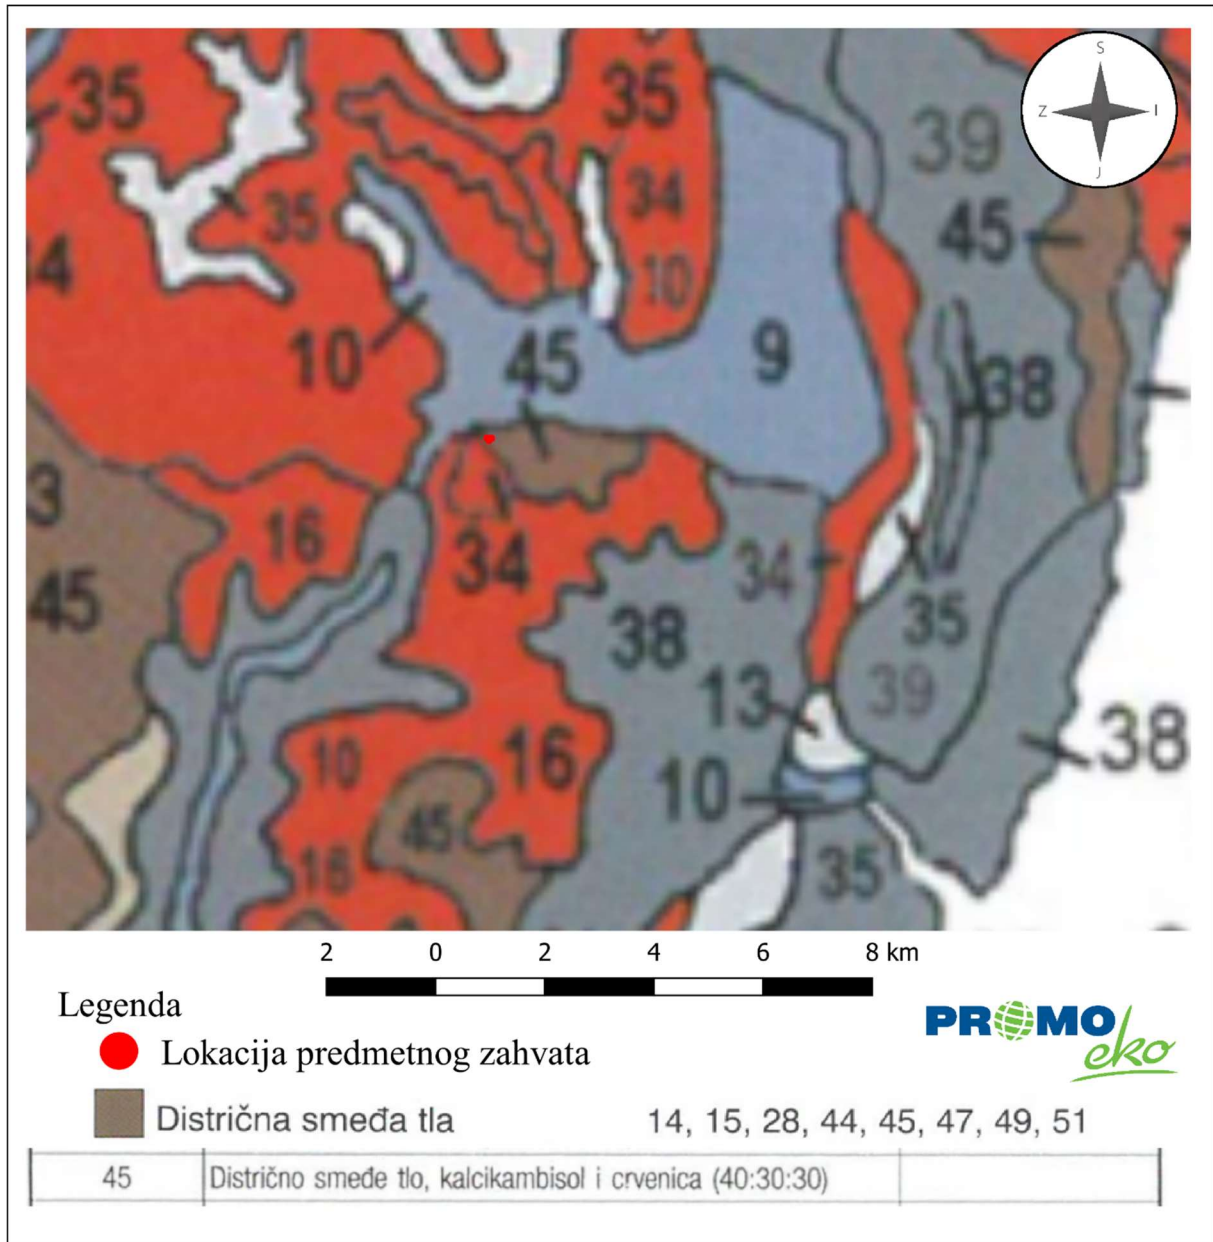 S
Z
I
J
35
35
39
34
45
35
4
10
10
45
9
38
3
16
34
34
45
38
35
39
13
38
10
16
10
45
35
16
2 0 2 4 6 8 km
Legenda
Lokacija predmetnog zahvata
PROMO
eko
Distrična smeđa tla 14, 15, 28, 44, 45, 47, 49, 51
45 Distrično smeđe tlo, kalcikambisol i crvenica (40:30:30)